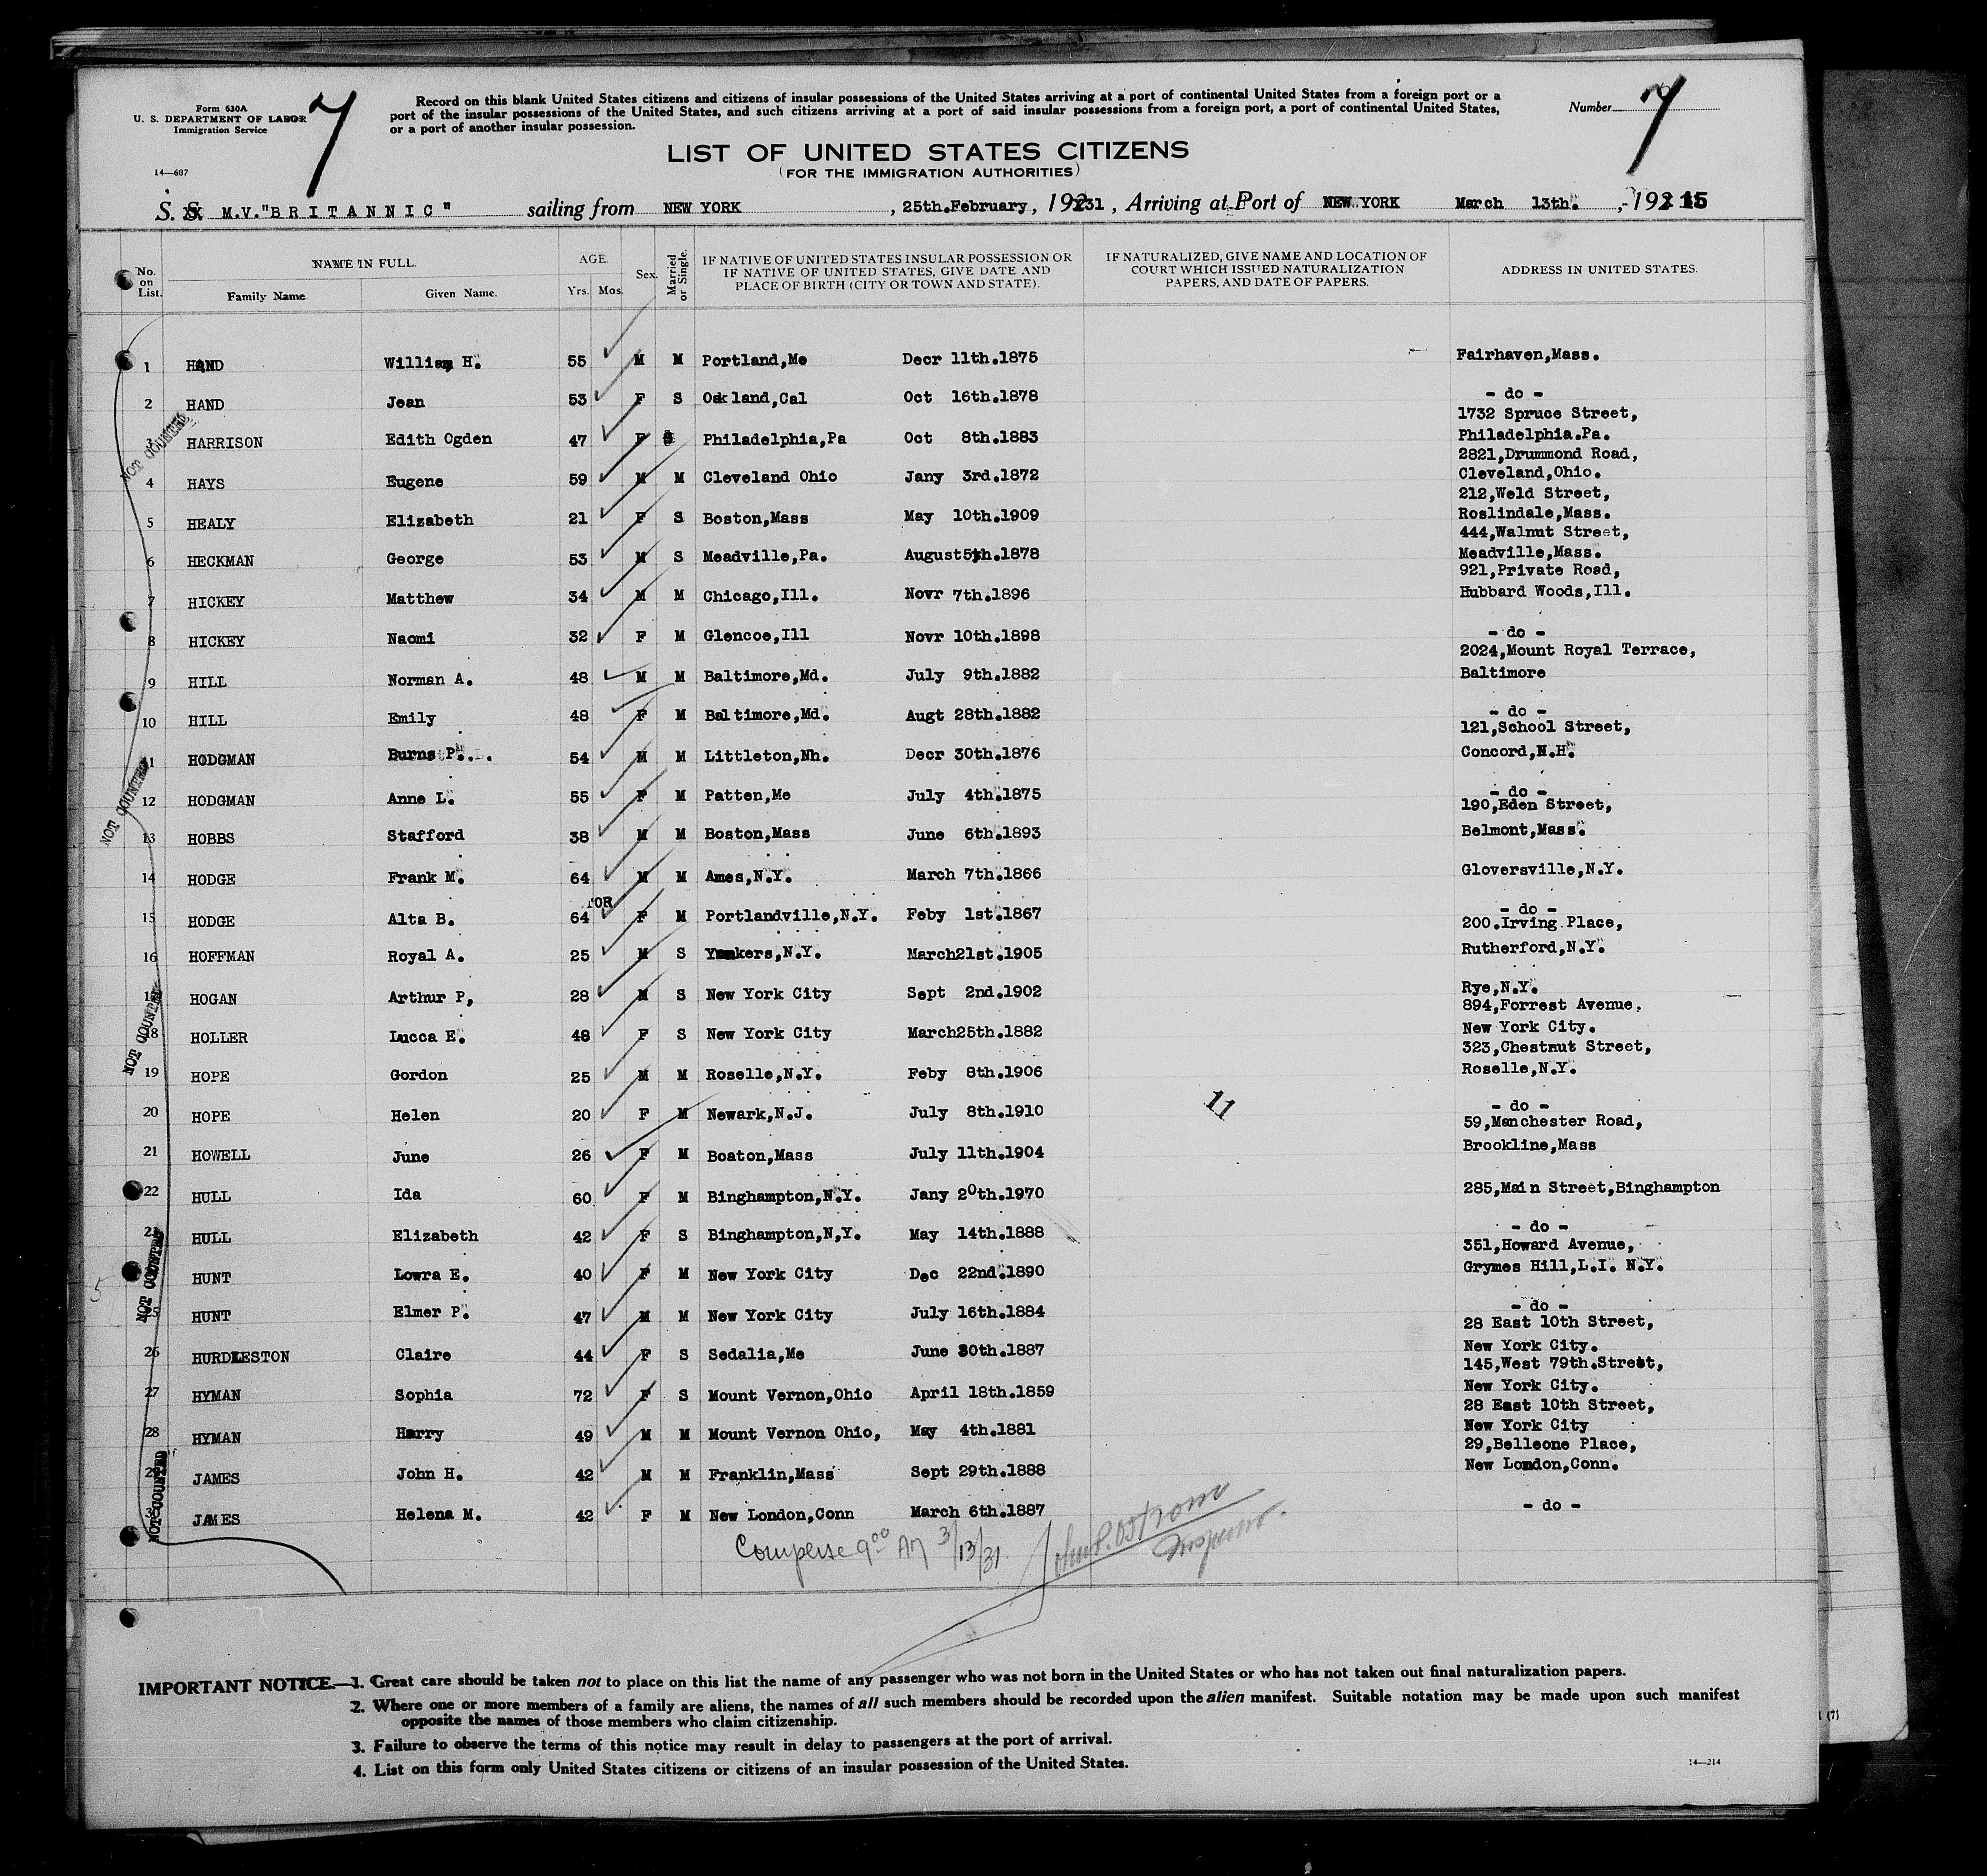 Form 630A
U. S. DEPARTMENT OF LABOR
Immigration Service
14—607
7
Record on this blank United States citizens and citizens of insular possessions of the United States arriving at a port of continental United States from a foreign port or a
port of the insular possessions of the United States, and such citizens arriving at a port of said insular possessions from a foreign port, a port of continental United States,
or a port of another insular possession.
Number 7
LIST OF UNITED STATES CITIZENS
(FOR THE IMMIGRATION AUTHORITIES)
S. S. M.V."BRITANNIC" sailing from NEW YORK, 25th.February, 1931, Arriving at Port of NEW YORK March 13th., 192
No. on List. NAME IN FULL. Family Name. Given Name. AGE. Yrs. Mos. Sex. Married or Single. IF NATIVE OF UNITED STATES INSULAR POSSESSION OR IF NATIVE OF UNITED STATES, GIVE DATE AND PLACE OF BIRTH (CITY OR TOWN AND STATE). IF NATURALIZED, GIVE NAME AND LOCATION OF COURT WHICH ISSUED NATURALIZATION PAPERS, AND DATE OF PAPERS. ADDRESS IN UNITED STATES.
1 HAND William H. 55 M M Portland,Me Decr 11th.1875 Fairhaven,Mass.
2 HAND Jean 53 F S Oakland,Cal Oct 16th.1878 - do -
1732 Spruce Street,
3 HARRISON Edith Ogden 47 F S Philadelphia,Pa Oct 8th.1883 Philadelphia.Pa.
2821,Drummond Road,
4 HAYS Eugene 59 M M Cleveland Ohio Jany 3rd.1872 Cleveland,Ohio.
212,Weld Street,
5 HEALY Elizabeth 21 F S Boston,Mass May 10th.1909 Roslindale,Mass.
444,Walnut Street,
6 HECKMAN George 53 M S Meadville,Pa. August5th.1878 Meadville,Mass.
921,Private Road,
7 HICKEY Matthew 34 M M Chicago,Ill. Novr 7th.1896 Hubbard Woods,Ill.
8 HICKEY Naomi 32 F M Glencoe,Ill Novr 10th.1898 - do -
2024,Mount Royal Terrace,
9 HILL Norman A. 48 M M Baltimore,Md. July 9th.1882 Baltimore
10 HILL Emily 48 F M Baltimore,Md. Augt 28th.1882 - do -
121,School Street,
11 HODGMAN Burns P. 54 M M Littleton,Nh. Decr 30th.1876 Concord,N.H.
12 HODGMAN Anne L. 55 F M Patten,Me July 4th.1875 - do -
190,Eden Street,
13 HOBBS Stafford 38 M M Boston,Mass June 6th.1893 Belmont,Mass.
14 HODGE Frank M. 64 M M Ames,N.Y. March 7th.1866 Gloversville,N.Y.
15 HODGE Alta B. 64 F M Portlandville,N.Y. Feby 1st.1867 - do -
200.Irving Place,
16 HOFFMAN Royal A. 25 M S Yonkers,N.Y. March21st.1905 Rutherford,N.Y.
17 HOGAN Arthur P, 28 M S New York City Sept 2nd.1902 Rye,N.Y.
894,Forrest Avenue,
18 HOLLER Lucca E. 48 F S New York City March25th.1882 New York City.
323,Chestnut Street,
19 HOPE Gordon 25 M M Roselle,N.Y. Feby 8th.1906 Roselle,N.Y.
20 HOPE Helen 20 F M Newark,N.J. July 8th.1910 11 - do -
59,Manchester Road,
21 HOWELL June 26 F M Boaton,Mass July 11th.1904 Brookline,Mass
22 HULL Ida 60 F M Binghampton,N.Y. Jany 20th.1970 285,Main Street,Binghampton
23 HULL Elizabeth 42 F S Binghampton,N,Y. May 14th.1888 - do -
351,Howard Avenue,
HUNT Lowra E. 40 F M New York City Dec 22nd.1890 Grymes Hill,L.I. N.Y.
25 HUNT Elmer P. 47 M M New York City July 16th.1884 - do -
28 East 10th Street,
26 HURDLESTON Claire 44 F S Sedalia,Me June 30th.1887 New York City.
145,West 79th.Street,
27 HYMAN Sophia 72 F S Mount Vernon,Ohio April 18th.1859 New York City.
28 East 10th Street,
28 HYMAN Harry 49 M M Mount Vernon Ohio, May 4th.1881 New York City
29,Belleone Place,
29 JAMES John H. 42 M M Franklin,Mass Sept 29th.1888 New London,Conn.
30 JAMES Helena M. 42 F M New London,Conn March 6th.1887 - do -
NOT COUNTED
NOT COUNTED
NOT COUNTED
NOT COUNTED
NOT COUNTED
5
9 00 AM 3/13/31 John P. Ostrom
Inspector.
IMPORTANT NOTICE.—1. Great care should be taken not to place on this list the name of any passenger who was not born in the United States or who has not taken out final naturalization papers.
2. Where one or more members of a family are aliens, the names of all such members should be recorded upon the alien manifest. Suitable notation may be made upon such manifest
opposite the names of those members who claim citizenship.
3. Failure to observe the terms of this notice may result in delay to passengers at the port of arrival.
4. List on this form only United States citizens or citizens of an insular possession of the United States.
14—214